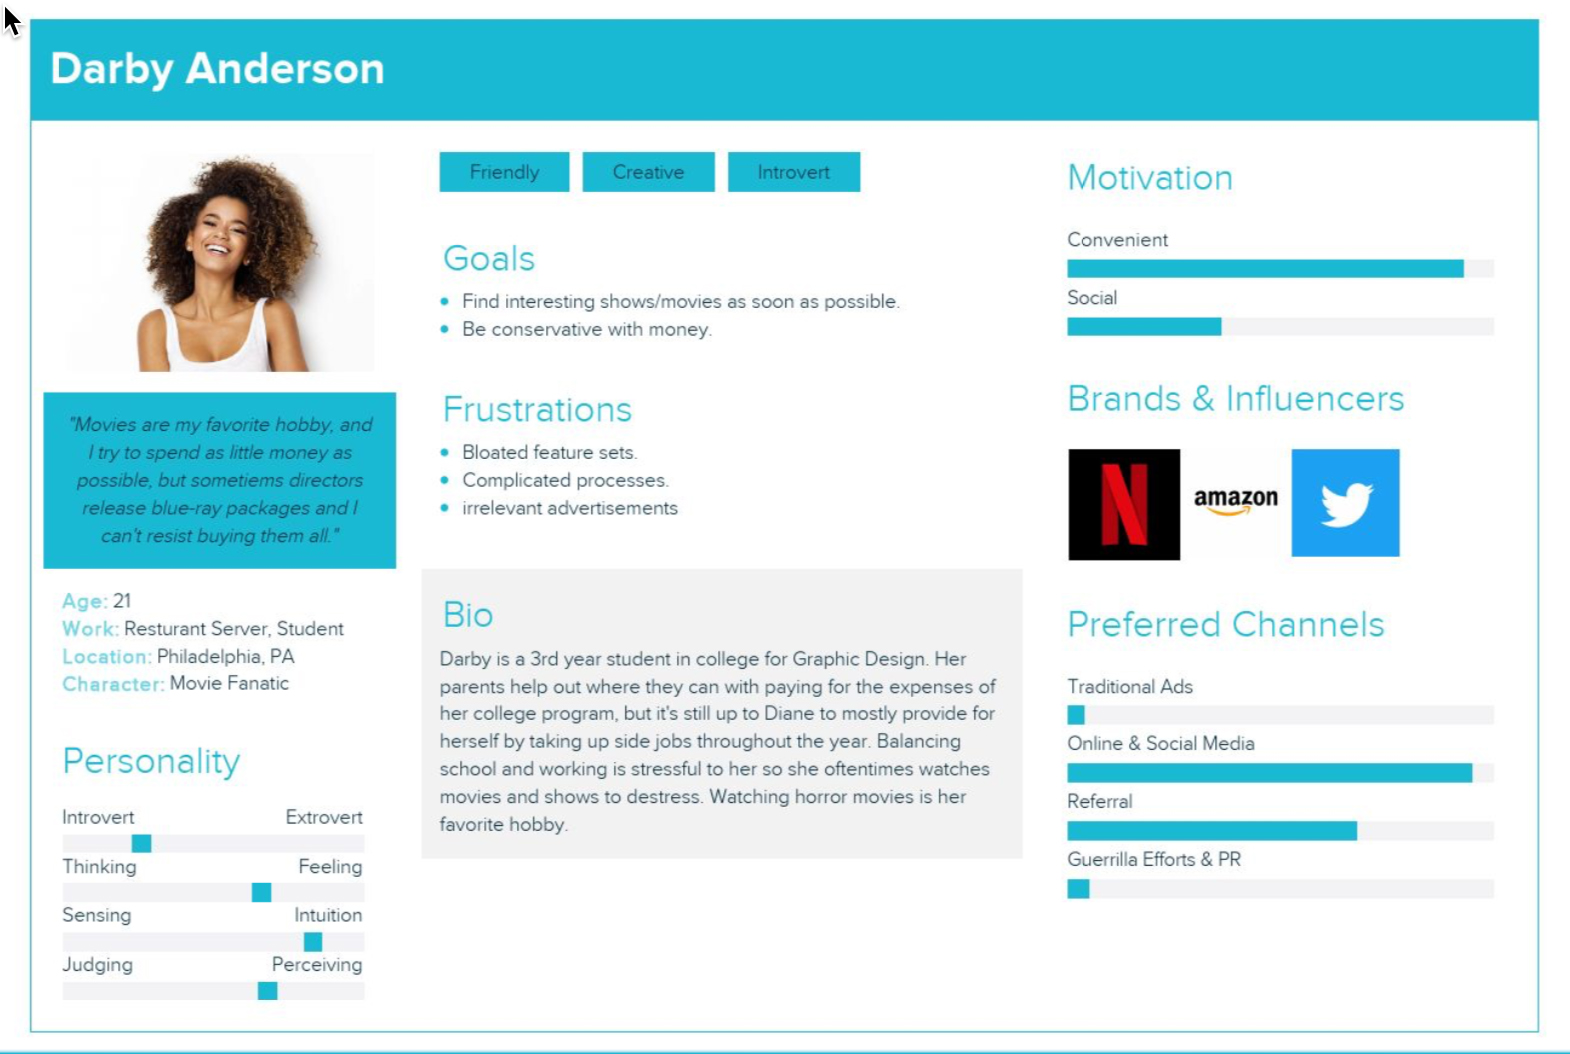 Darby Anderson
"Movies are my favorite hobby, and
I try to spend as little money as
possible, but sometiems directors
release blue-ray packages and I
can't resist buying them all."
Age: 21
Work: Resturant Server, Student
Location: Philadelphia, PA
Character: Movie Fanatic
Personality
Introvert Extrovert
Thinking Feeling
Sensing Intuition
Judging Perceiving
Friendly Creative Introvert
Goals
Find interesting shows/movies as soon as possible.
Be conservative with money.
Frustrations
Bloated feature sets.
Complicated processes.
irrelevant advertisements
Bio
Darby is a 3rd year student in college for Graphic Design. Her
parents help out where they can with paying for the expenses of
her college program, but it's still up to Diane to mostly provide for
herself by taking up side jobs throughout the year. Balancing
school and working is stressful to her so she oftentimes watches
movies and shows to destress. Watching horror movies is her
favorite hobby.
Motivation
Convenient
Social
Brands & Influencers
N amazon
Preferred Channels
Traditional Ads
Online & Social Media
Referral
Guerrilla Efforts & PR